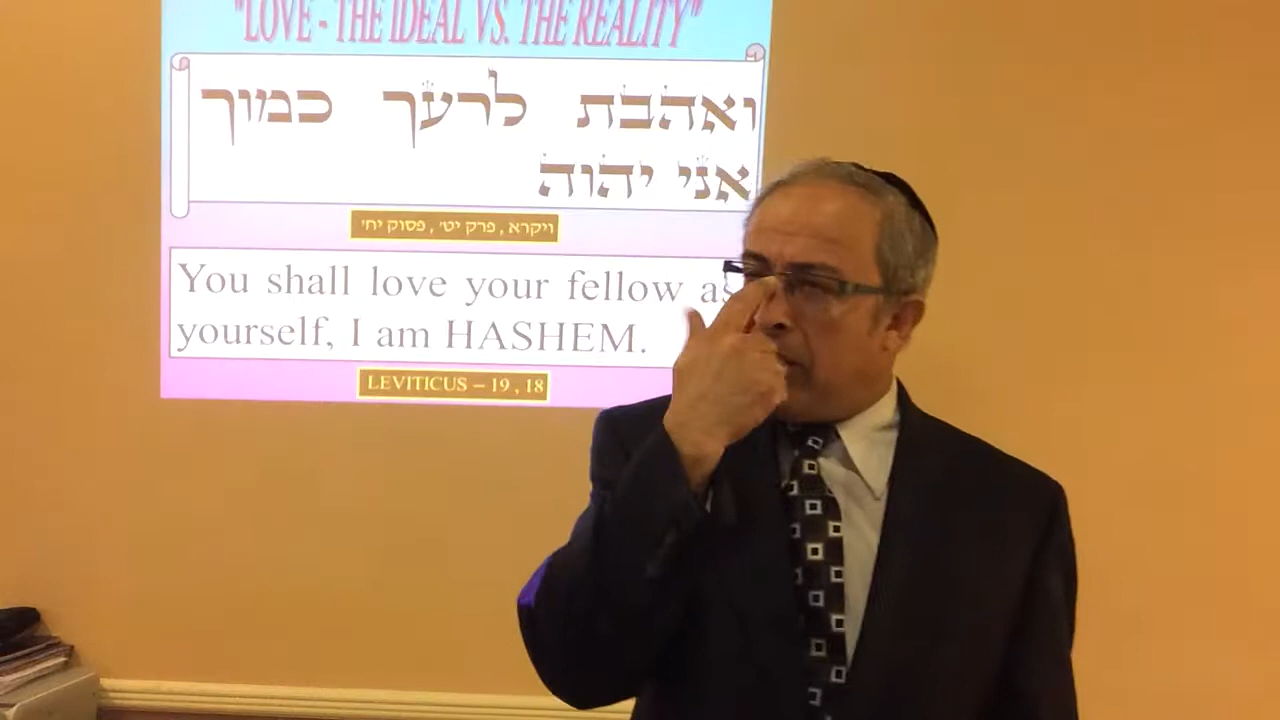 "LOVE - THE IDEAL VS. THE REALITY"
ואהבת לרעך כמוך
אני יהוה
ויקרא , פרק יט׳ , פסוק יח׳
You shall love your fellow as
yourself, I am HASHEM.
LEVITICUS – 19 , 18